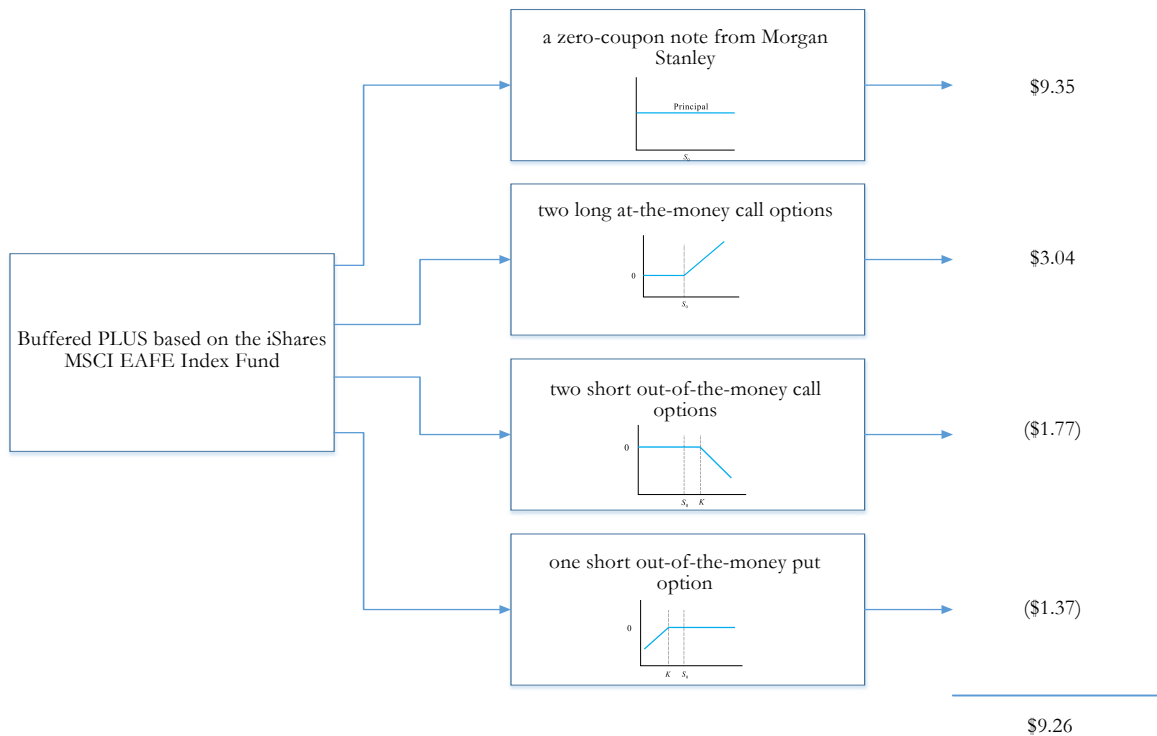 a zero-coupon note from Morgan
Stanley
Principal
S₀
$9.35
two long at-the-money call options
0
S₀
$3.04
Buffered PLUS based on the iShares
MSCI EAFE Index Fund
two short out-of-the-money call
options
0
S₀ K
($1.77)
one short out-of-the-money put
option
0
K S₀
($1.37)
$9.26